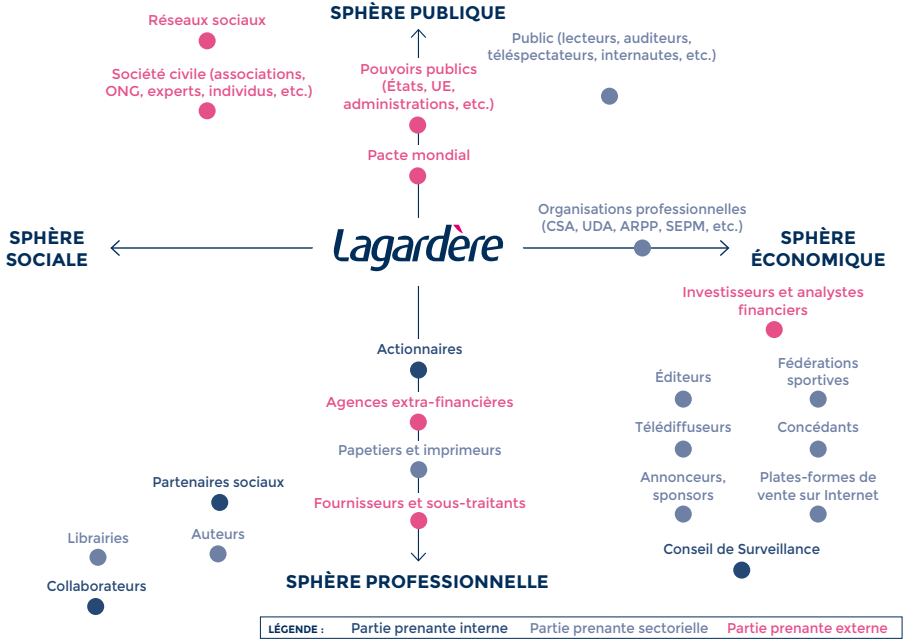 SPHÈRE PUBLIQUE
Réseaux sociaux
Société civile (associations,
ONG, experts, individus, etc.)
Pouvoirs publics
(États, UE,
administrations, etc.)
Pacte mondial
Public (lecteurs, auditeurs,
téléspectateurs, internautes, etc.)
Organisations professionnelles
(CSA, UDA, ARPP, SEPM, etc.)
SPHÈRE
SOCIALE
Lagardère
SPHÈRE
ÉCONOMIQUE
Investisseurs et analystes
financiers
Actionnaires
Agences extra-financières
Papetiers et imprimeurs
Fournisseurs et sous-traitants
Éditeurs
Fédérations
sportives
Télédiffuseurs
Concédants
Annonceurs,
sponsors
Plates-formes de
vente sur Internet
Conseil de Surveillance
Partenaires sociaux
Librairies
Auteurs
Collaborateurs
SPHÈRE PROFESSIONNELLE
LÉGENDE : Partie prenante interne Partie prenante sectorielle Partie prenante externe